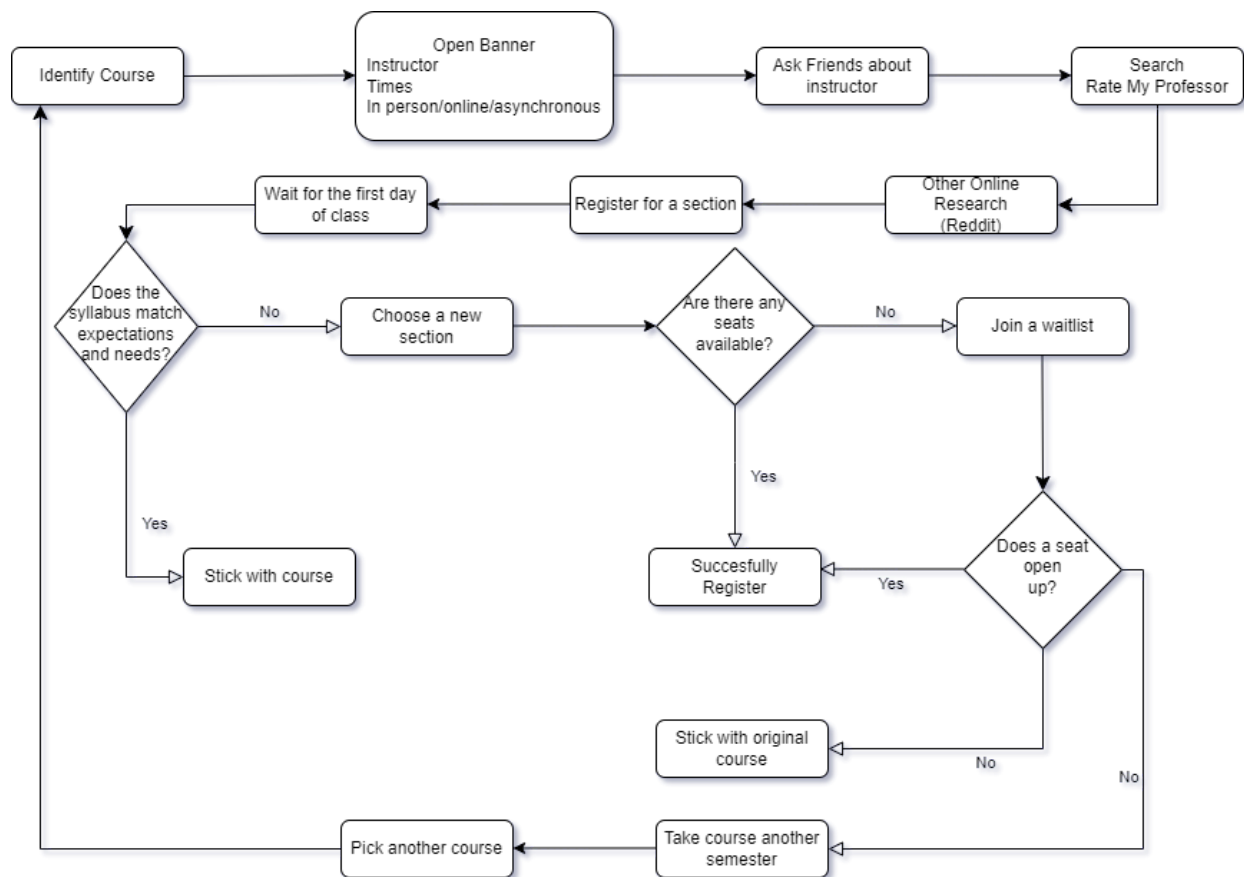 Identify Course
Open Banner
Instructor
Times
In person/online/asynchronous
Ask Friends about
instructor
Search
Rate My Professor
Wait for the first day
of class
Register for a section
Other Online
Research
(Reddit)
Does the
syllabus match
expectations
and needs?
No
Choose a new
section
Are there any
seats
available?
No
Join a waitlist
Yes
Yes
Stick with course
Succesfully
Register
Yes
Does a seat
open
up?
Stick with original
course
No
No
Pick another course
Take course another
semester